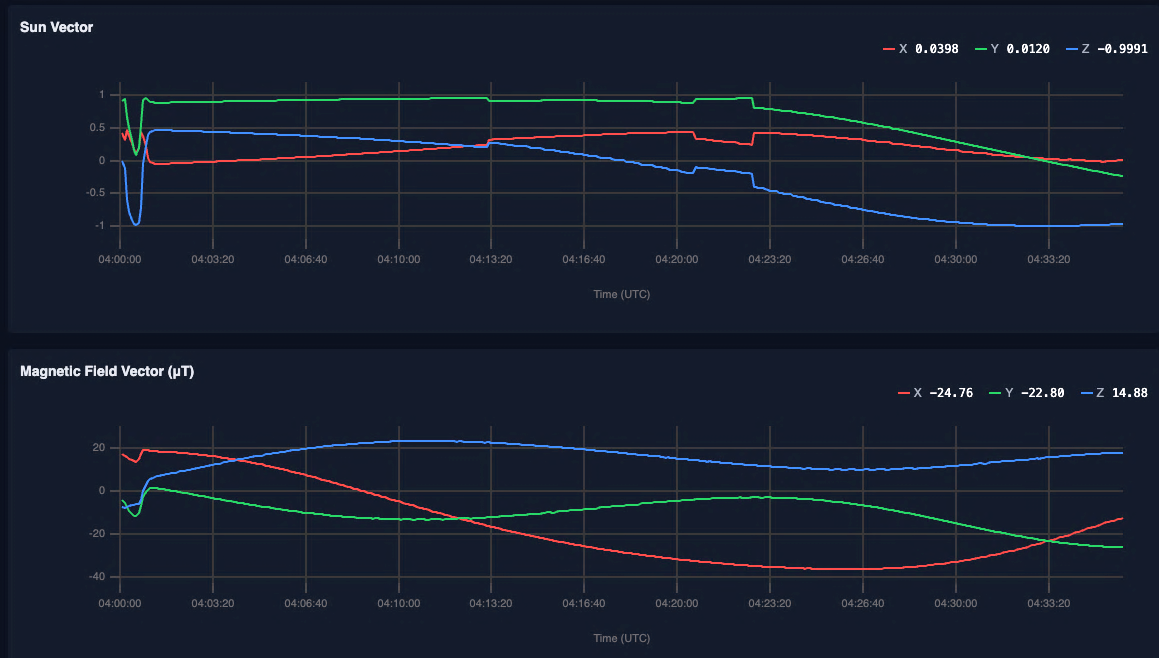 Sun Vector
X 0.0398 Y 0.0120 Z -0.9991
1
0.5
0
-0.5
-1
04:00:00 04:03:20 04:06:40 04:10:00 04:13:20 04:16:40 04:20:00 04:23:20 04:26:40 04:30:00 04:33:20
Time (UTC)
Magnetic Field Vector (μT)
X -24.76 Y -22.80 Z 14.88
20
0
-20
-40
04:00:00 04:03:20 04:06:40 04:10:00 04:13:20 04:16:40 04:20:00 04:23:20 04:26:40 04:30:00 04:33:20
Time (UTC)